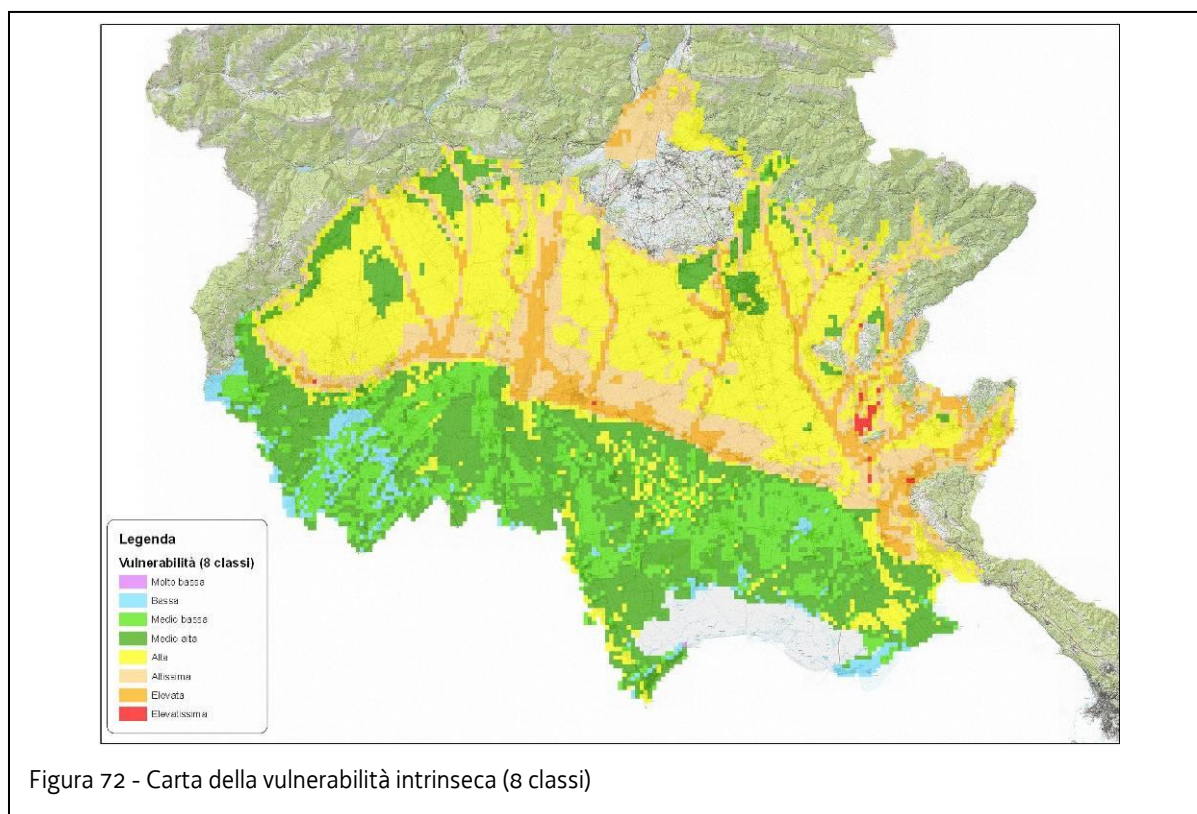 Legenda
Vulnerabilità (8 classi)
Molto bassa
Bassa
Medio bassa
Medio alta
Alta
Altissima
Elevata
Elevatissima
Figura 72 - Carta della vulnerabilità intrinseca (8 classi)